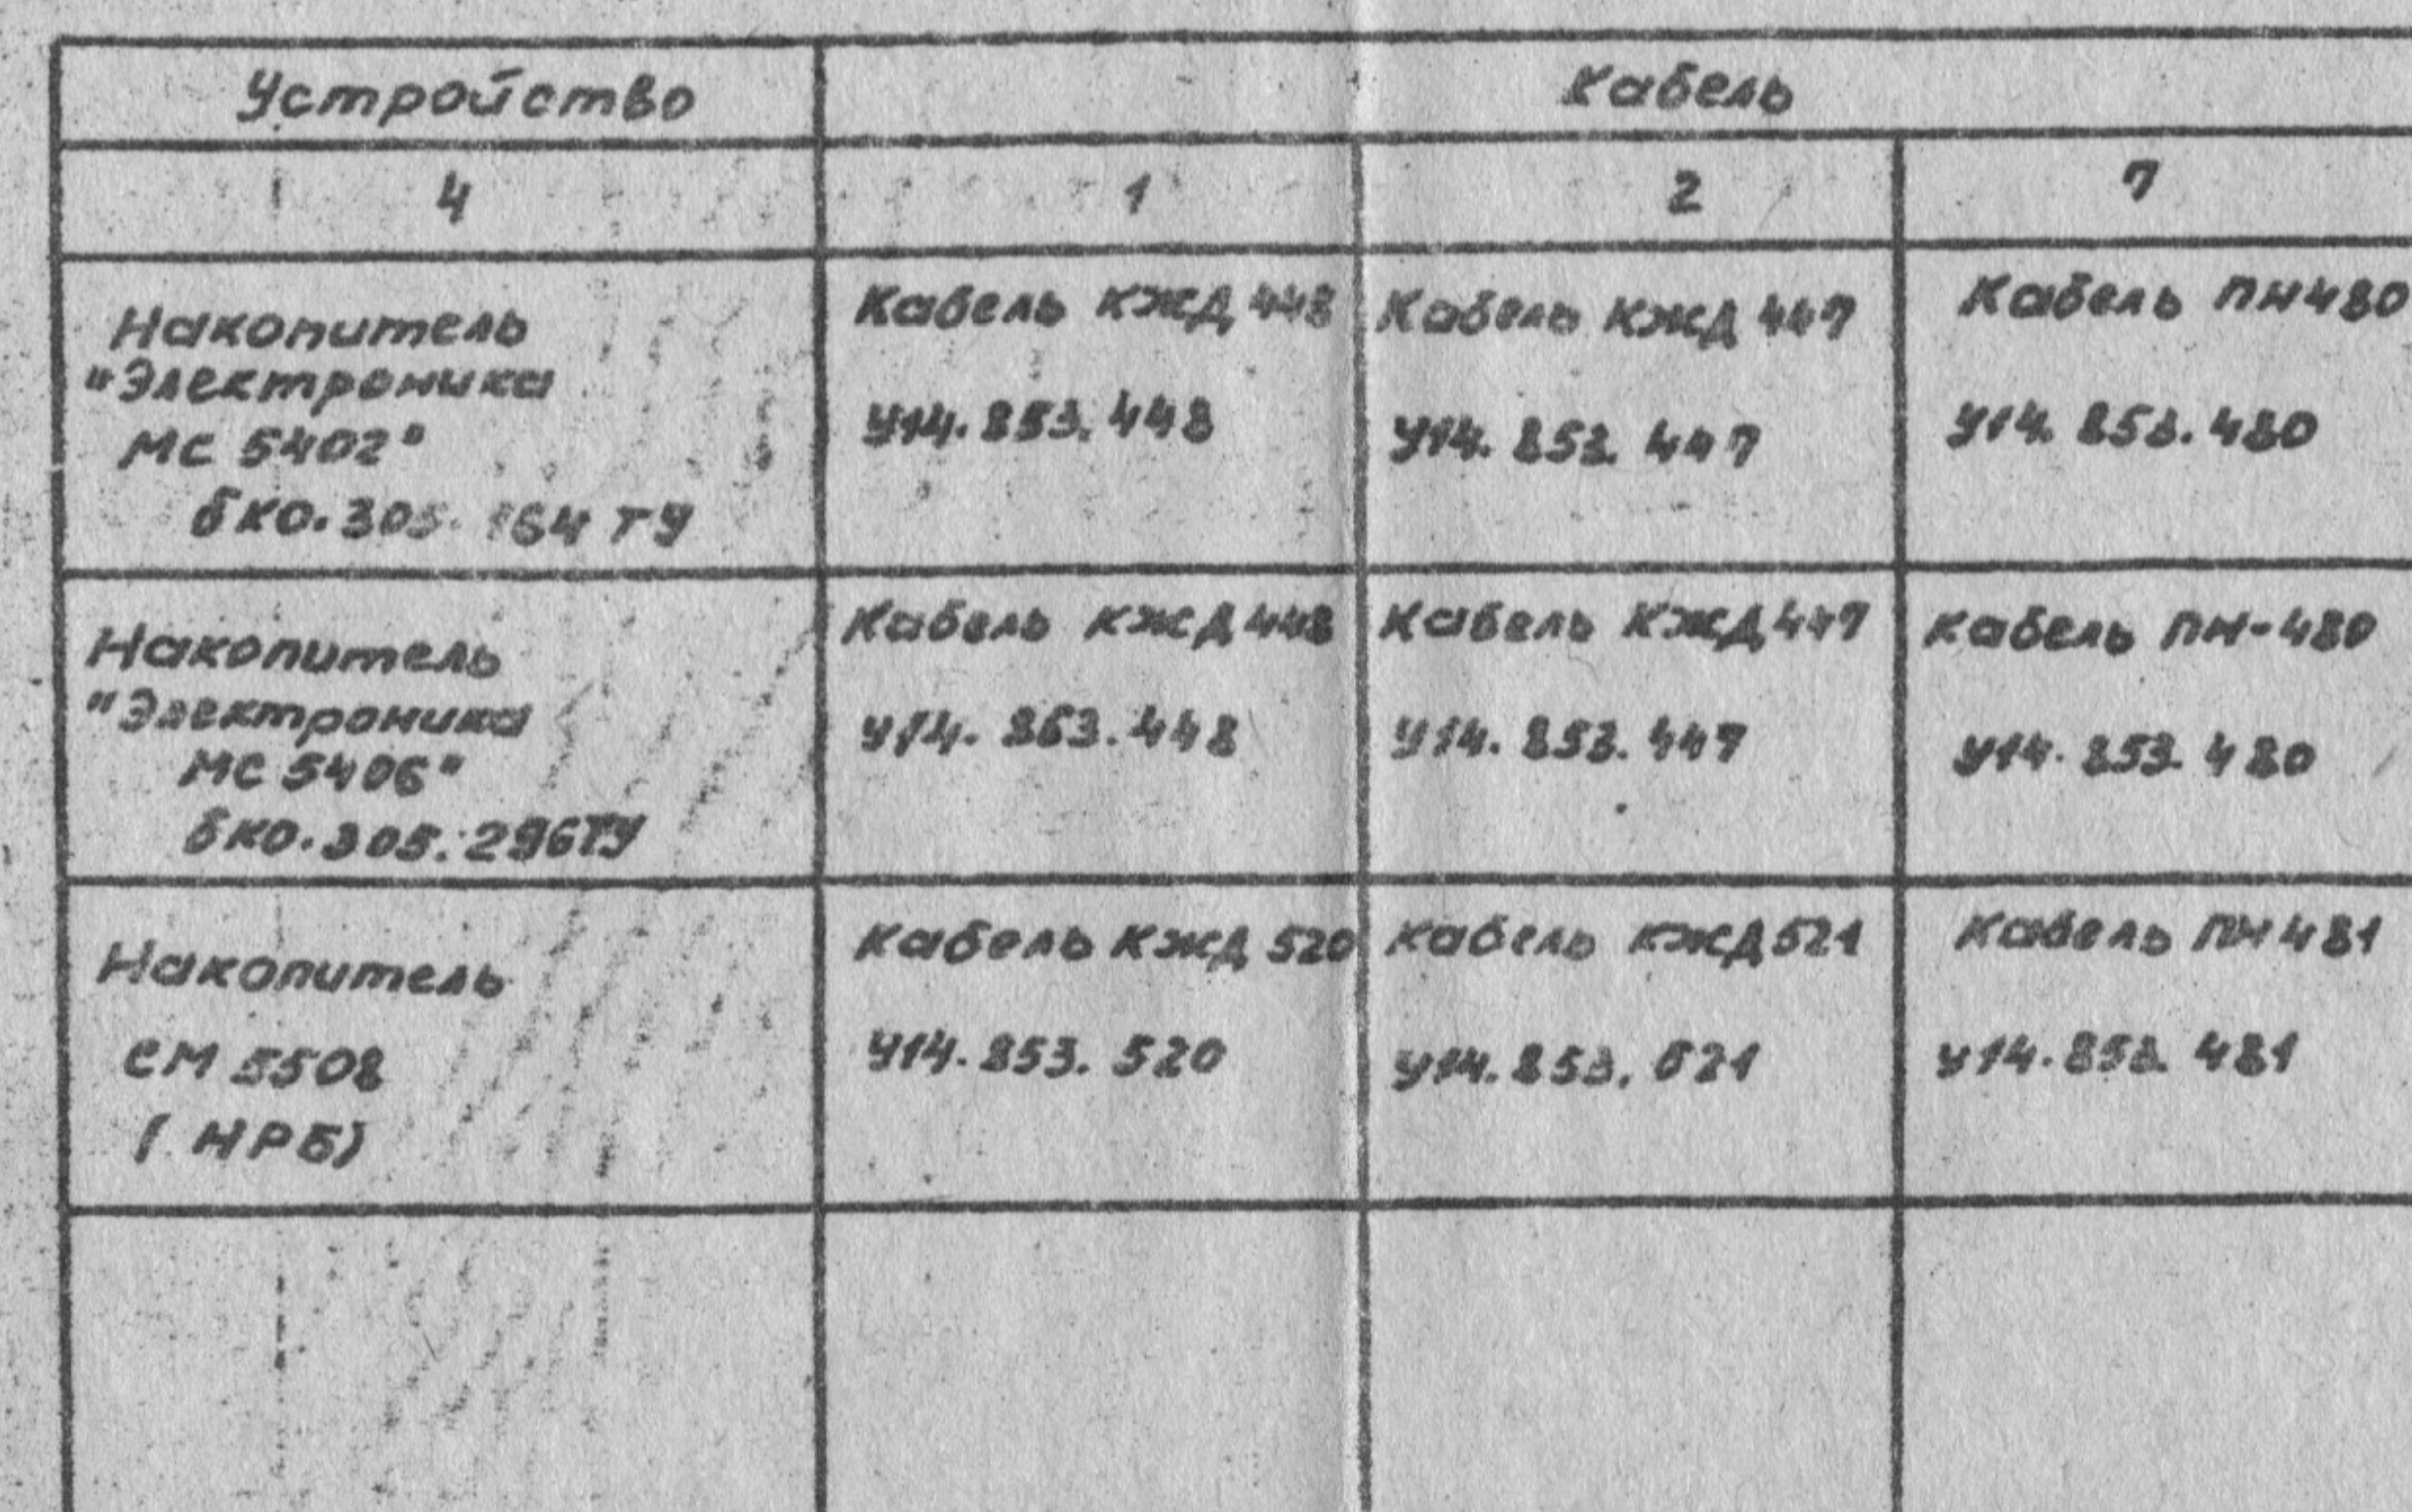 Устройство
Кабель
4
1
2
7
Накопитель
"Электроника
МС 5402"
бко.305.164 ТУ
Кабель КЖД 448
У14.853.448
Кабель КЖД 447
У14.853.447
Кабель ПН480
У14.853.480
Накопитель
"Электроника
МС 5406"
бко.305.296ТУ
Кабель КЖД 448
У14.853.448
Кабель КЖД 447
У14.853.447
Кабель ПН-480
У14.853.480
Накопитель
СМ 5508
(НРБ)
Кабель КЖД 520
У14.853.520
Кабель КЖД 521
У14.853.521
Кабель ПН 481
У14.853.481